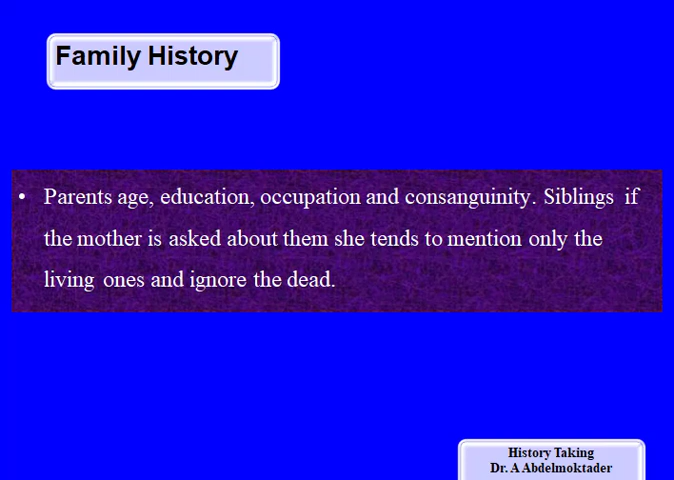 Family History
• Parents age, education, occupation and consanguinity. Siblings if
the mother is asked about them she tends to mention only the
living ones and ignore the dead.
History Taking
Dr. A Abdelmoktader